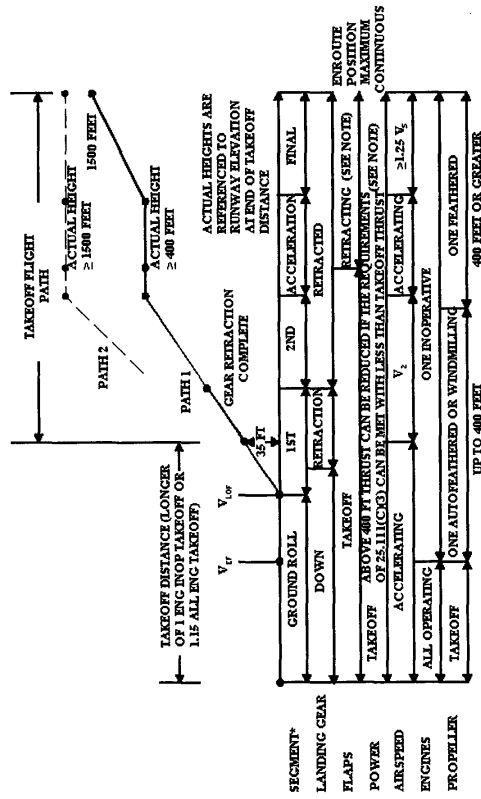 TAKEOFF FLIGHT
PATH
TAKEOFF DISTANCE (LONGER
OF 1 ENG INOP TAKEOFF OR
1.15 ALL ENG TAKEOFF)
ACTUAL HEIGHT
≥ 1500 FEET
1500 FEET
PATH 2
ACTUAL HEIGHT
≥ 400 FEET
PATH 1
GEAR RETRACTION
COMPLETE
ACTUAL HEIGHTS ARE
REFERENCED TO
RUNWAY ELEVATION
AT END OF TAKEOFF
DISTANCE
35 FT
V_EF
V_LOF
SEGMENT* GROUND ROLL 1ST 2ND ACCELERATION FINAL
LANDING GEAR DOWN RETRACTION RETRACTED
FLAPS TAKEOFF RETRACTING (SEE NOTE) ENROUTE POSITION
POWER TAKEOFF ABOVE 400 FT THRUST CAN BE REDUCED IF THE REQUIREMENTS
OF 25.111(C)(3) CAN BE MET WITH LESS THAN TAKEOFF THRUST (SEE NOTE)
MAXIMUM CONTINUOUS
AIRSPEED ACCELERATING V2 ACCELERATING ≥1.25 VS
ENGINES ALL OPERATING ONE INOPERATIVE
PROPELLER TAKEOFF ONE AUTOFEATHERED OR WINDMILLING ONE FEATHERED
UP TO 400 FEET 400 FEET OR GREATER